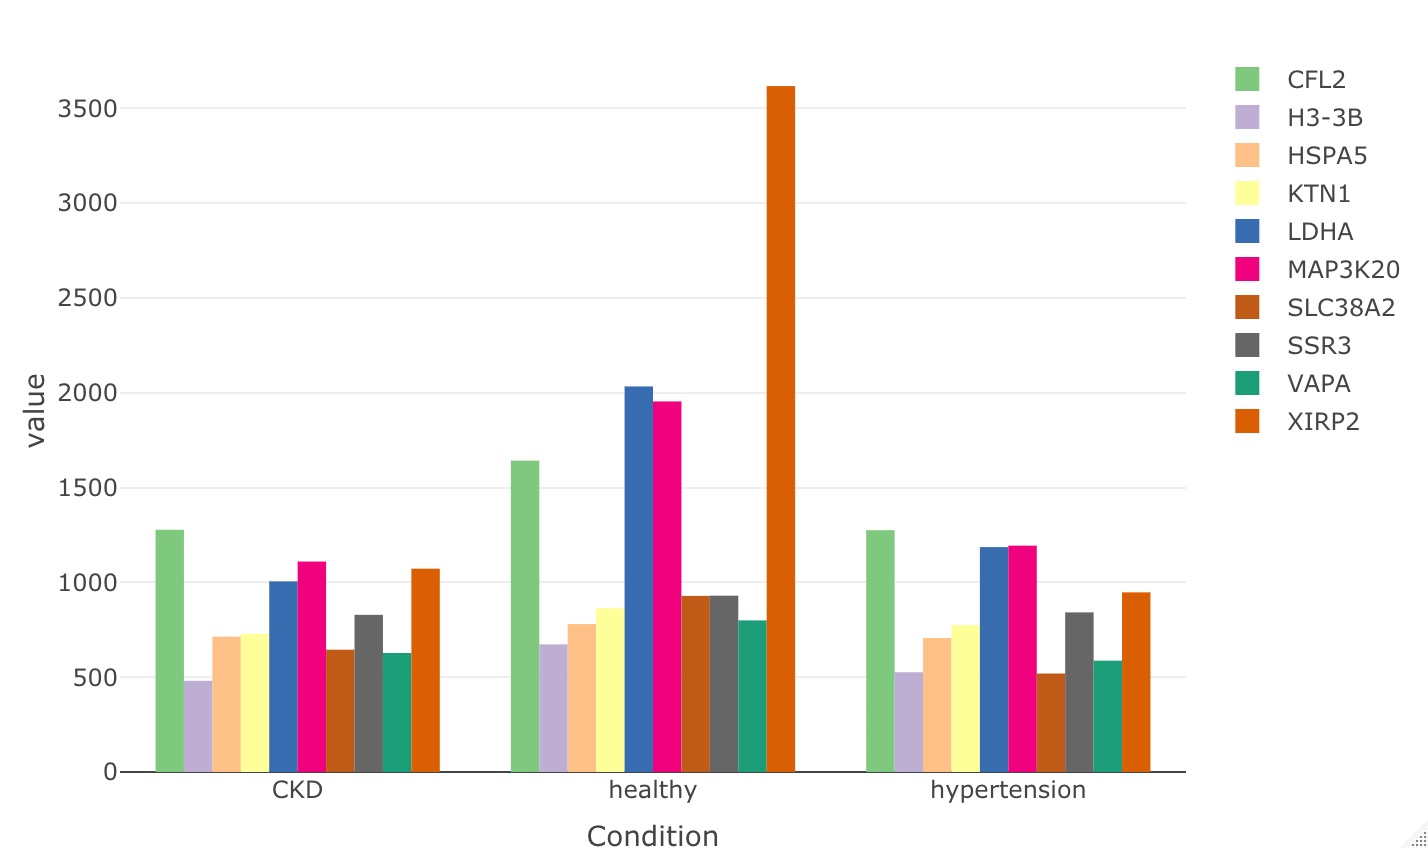 3500
3000
2500
2000
1500
1000
500
0
value
CKD
healthy
hypertension
Condition
CFL2
H3-3B
HSPA5
KTN1
LDHA
MAP3K20
SLC38A2
SSR3
VAPA
XIRP2